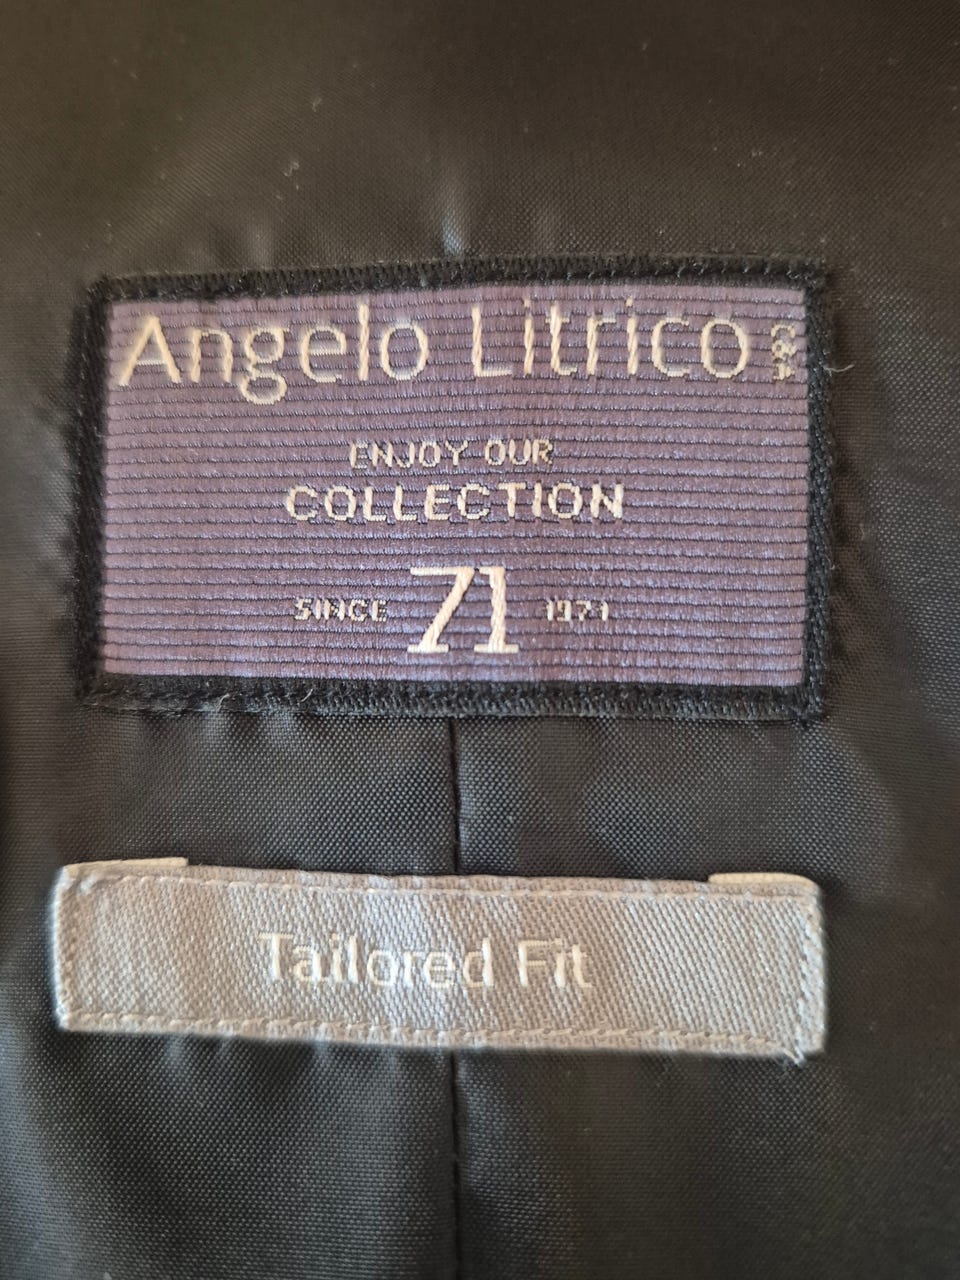 Angelo Litrico C&A
ENJOY OUR
COLLECTION
SINCE 71 1971
Tailored Fit